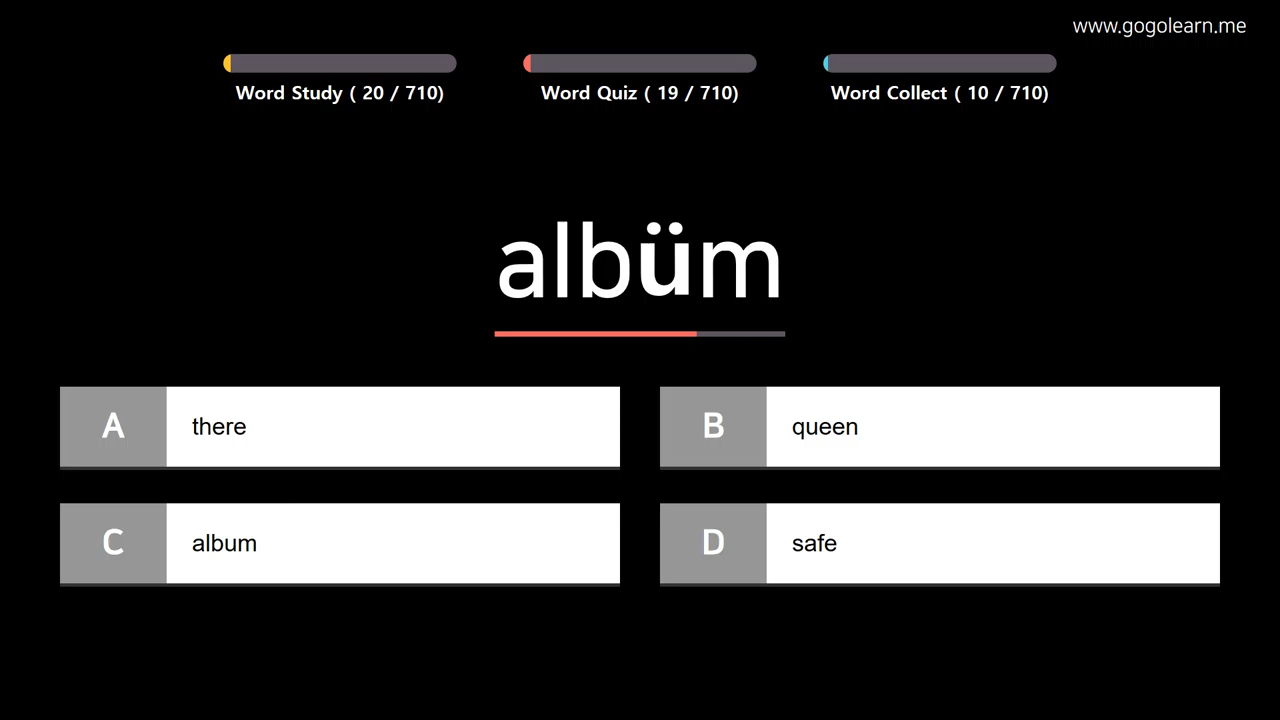 www.gogolearn.me
Word Study ( 20 / 710)
Word Quiz ( 19 / 710)
Word Collect ( 10 / 710)
albüm
A there
B queen
C album
D safe